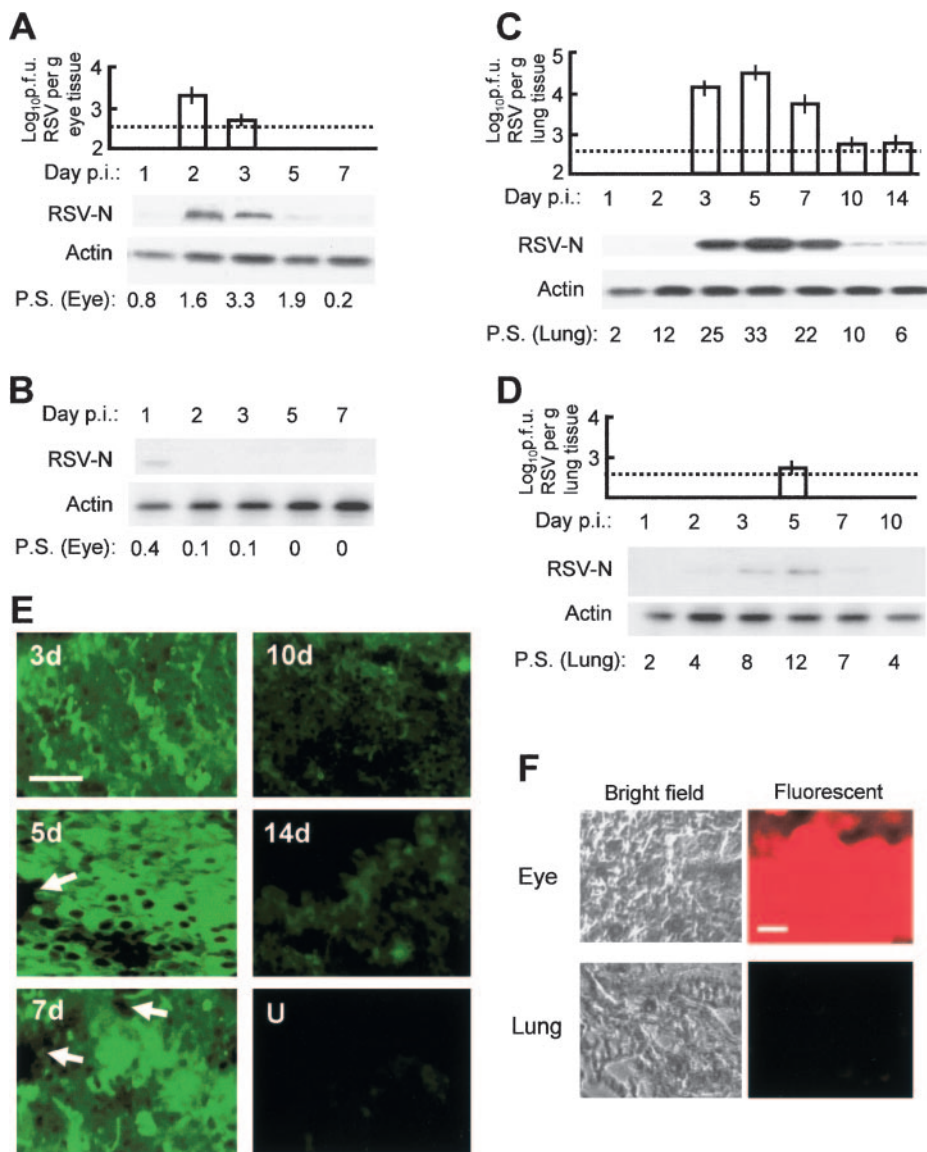 A
Log10p.f.u.
RSV per g
eye tissue
4
3
2
Day p.i.: 1 2 3 5 7
RSV-N
Actin
P.S. (Eye): 0.8 1.6 3.3 1.9 0.2
B
Day p.i.: 1 2 3 5 7
RSV-N
Actin
P.S. (Eye): 0.4 0.1 0.1 0 0
C
Log10p.f.u.
RSV per g
lung tissue
5
4
3
2
Day p.i.: 1 2 3 5 7 10 14
RSV-N
Actin
P.S. (Lung): 2 12 25 33 22 10 6
D
Log10p.f.u.
RSV per g
lung tissue
3
Day p.i.: 1 2 3 5 7 10
RSV-N
Actin
P.S. (Lung): 2 4 8 12 7 4
E
3d
10d
5d
14d
7d
U
F
Bright field Fluorescent
Eye
Lung